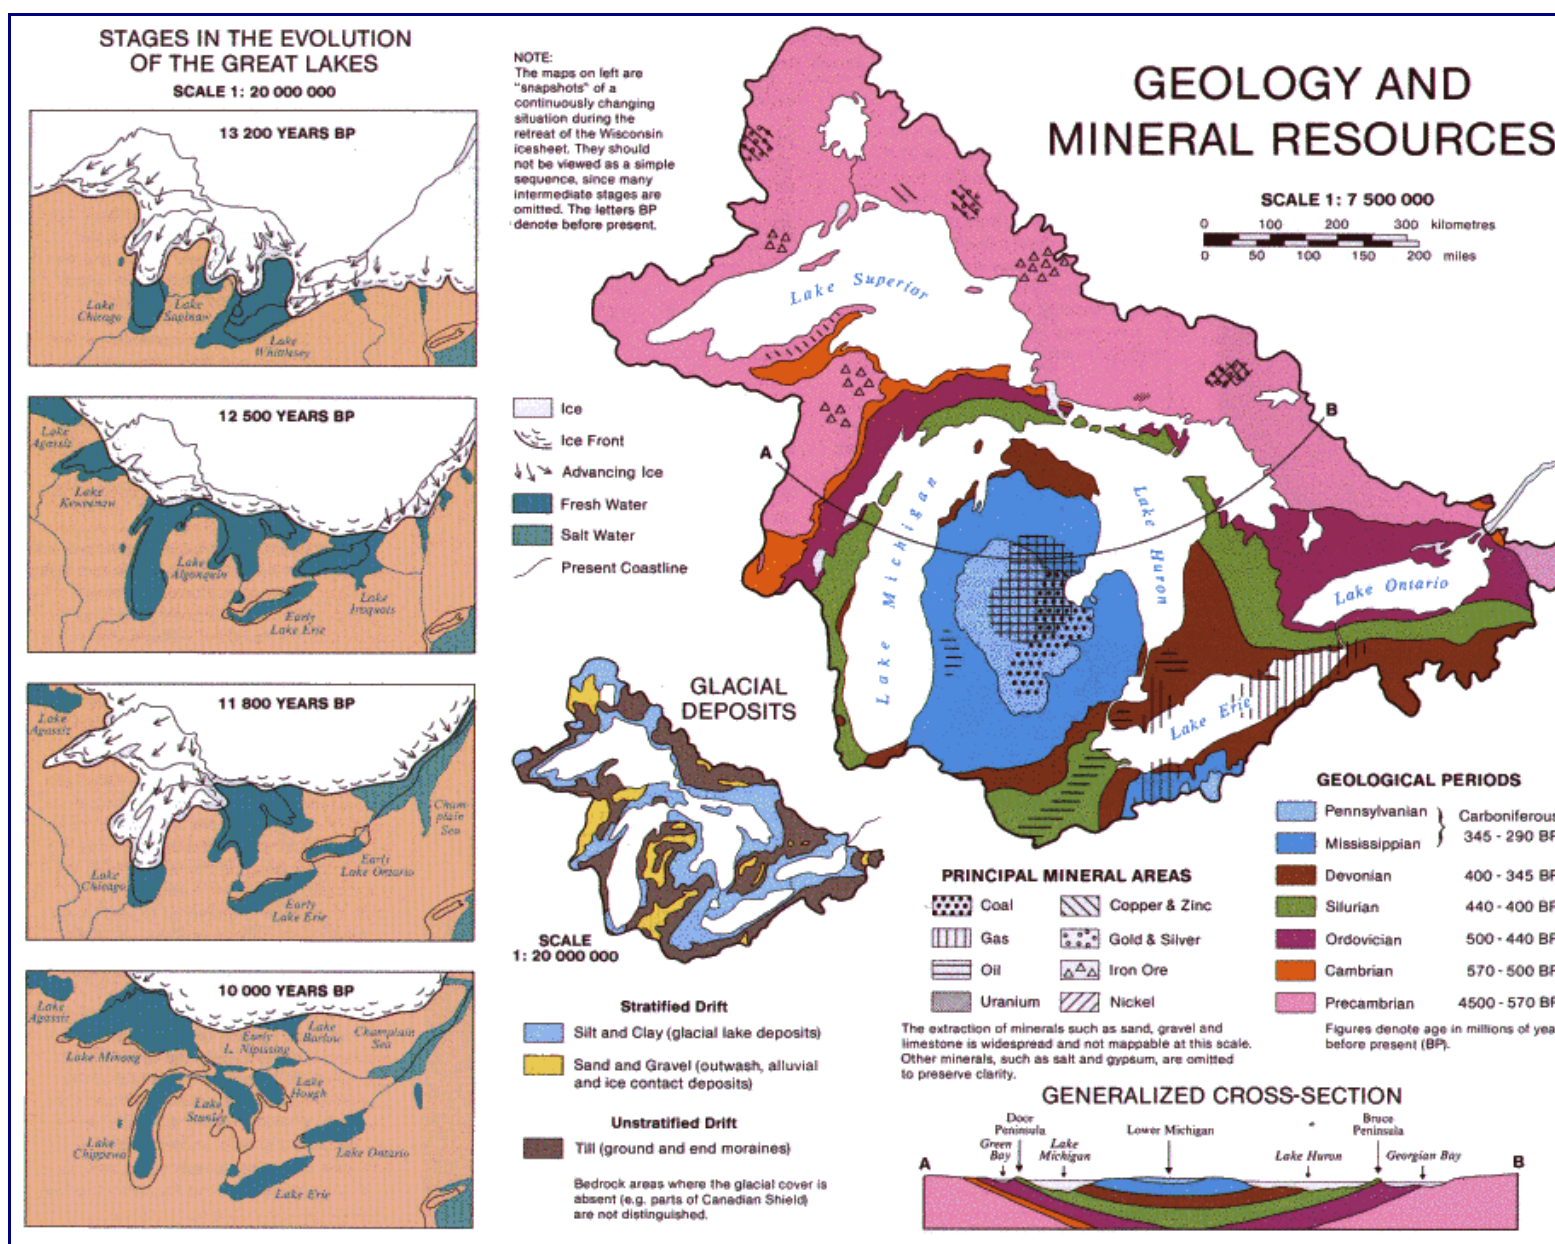 STAGES IN THE EVOLUTION
OF THE GREAT LAKES
SCALE 1: 20 000 000
13 200 YEARS BP
Lake
Chicago
Lake
Saginaw
Lake
Whittlesey
12 500 YEARS BP
Lake
Agassiz
Lake
Keweenaw
Lake
Algonquin
Early
Lake Erie
Lake
Iroquois
11 800 YEARS BP
Lake
Agassiz
Lake
Chicago
Early
Lake Erie
Early
Lake Ontario
Cham-
plain
Sea
10 000 YEARS BP
Lake
Agassiz
Lake Minong
Early
L. Nipissing
Lake
Barlow
Champlain
Sea
Lake
Hough
Lake
Stanley
Lake
Chippewa
Lake Ontario
Lake Erie
NOTE:
The maps on left are
"snapshots" of a
continuously changing
situation during the
retreat of the Wisconsin
icesheet. They should
not be viewed as a simple
sequence, since many
intermediate stages are
omitted. The letters BP
denote before present.
Ice
Ice Front
Advancing Ice
Fresh Water
Salt Water
Present Coastline
GLACIAL
DEPOSITS
SCALE
1: 20 000 000
Stratified Drift
Silt and Clay (glacial lake deposits)
Sand and Gravel (outwash, alluvial
and ice contact deposits)
Unstratified Drift
Till (ground and end moraines)
Bedrock areas where the glacial cover is
absent (e.g. parts of Canadian Shield)
are not distinguished.
GEOLOGY AND
MINERAL RESOURCES
SCALE 1: 7 500 000
0 100 200 300 kilometres
0 50 100 150 200 miles
Lake Superior
A
B
Lake Michigan
Lake Huron
Lake Ontario
Lake Erie
PRINCIPAL MINERAL AREAS
Coal
Gas
Oil
Uranium
Copper & Zinc
Gold & Silver
Iron Ore
Nickel
The extraction of minerals such as sand, gravel and
limestone is widespread and not mappable at this scale.
Other minerals, such as salt and gypsum, are omitted
to preserve clarity.
GEOLOGICAL PERIODS
Pennsylvanian
Mississippian
Carboniferous
345 - 290 BP
Devonian 400 - 345 BP
Silurian 440 - 400 BP
Ordovician 500 - 440 BP
Cambrian 570 - 500 BP
Precambrian 4500 - 570 BP
Figures denote age in millions of yea
before present (BP).
GENERALIZED CROSS-SECTION
A
Green
Bay
Door
Peninsula
Lake
Michigan
Lower Michigan
Lake Huron
Bruce
Peninsula
Georgian Bay
B